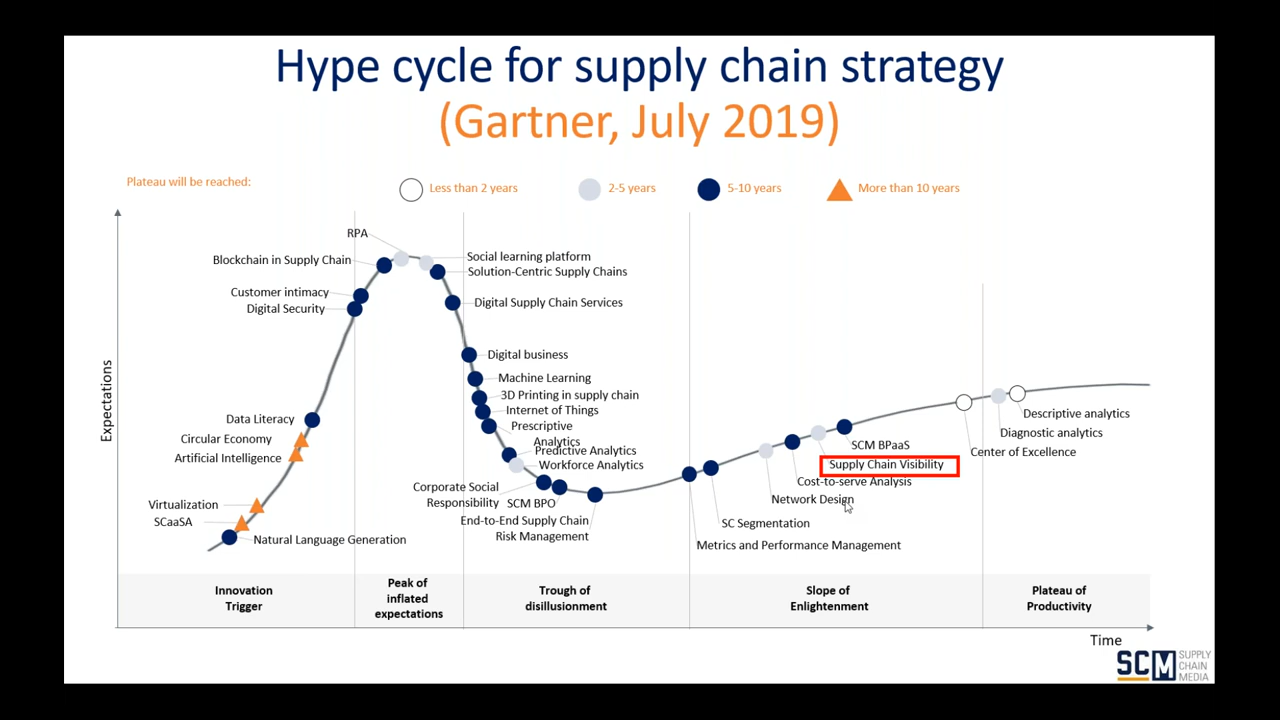 Hype cycle for supply chain strategy
(Gartner, July 2019)
Plateau will be reached:
Less than 2 years
2-5 years
5-10 years
More than 10 years
RPA
Blockchain in Supply Chain
Social learning platform
Solution-Centric Supply Chains
Customer intimacy
Digital Security
Digital Supply Chain Services
Digital business
Machine Learning
3D Printing in supply chain
Internet of Things
Prescriptive
Analytics
Predictive Analytics
Workforce Analytics
Data Literacy
Circular Economy
Artificial Intelligence
Virtualization
SCaaSA
Natural Language Generation
Corporate Social
Responsibility
SCM BPO
End-to-End Supply Chain
Risk Management
Descriptive analytics
Diagnostic analytics
Center of Excellence
SCM BPaaS
Supply Chain Visibility
Cost-to-serve Analysis
Network Design
SC Segmentation
Metrics and Performance Management
Expectations
Innovation
Trigger
Peak of
inflated
expectations
Trough of
disillusionment
Slope of
Enlightenment
Plateau of
Productivity
Time
SCM
SUPPLY
CHAIN
MEDIA